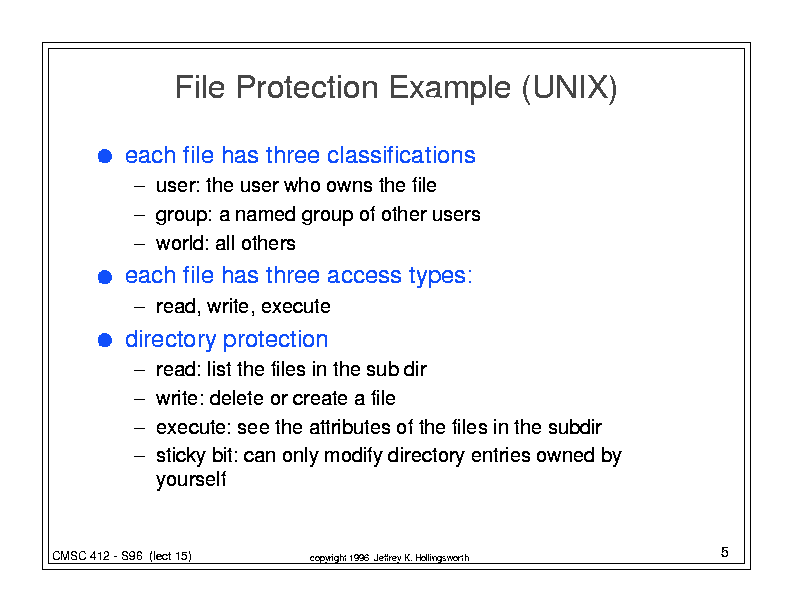 File Protection Example (UNIX)
● each file has three classifications
– user: the user who owns the file
– group: a named group of other users
– world: all others
● each file has three access types:
– read, write, execute
● directory protection
– read: list the files in the sub dir
– write: delete or create a file
– execute: see the attributes of the files in the subdir
– sticky bit: can only modify directory entries owned by
yourself
CMSC 412 - S96 (lect 15)
copyright 1996 Jeffrey K. Hollingsworth
5